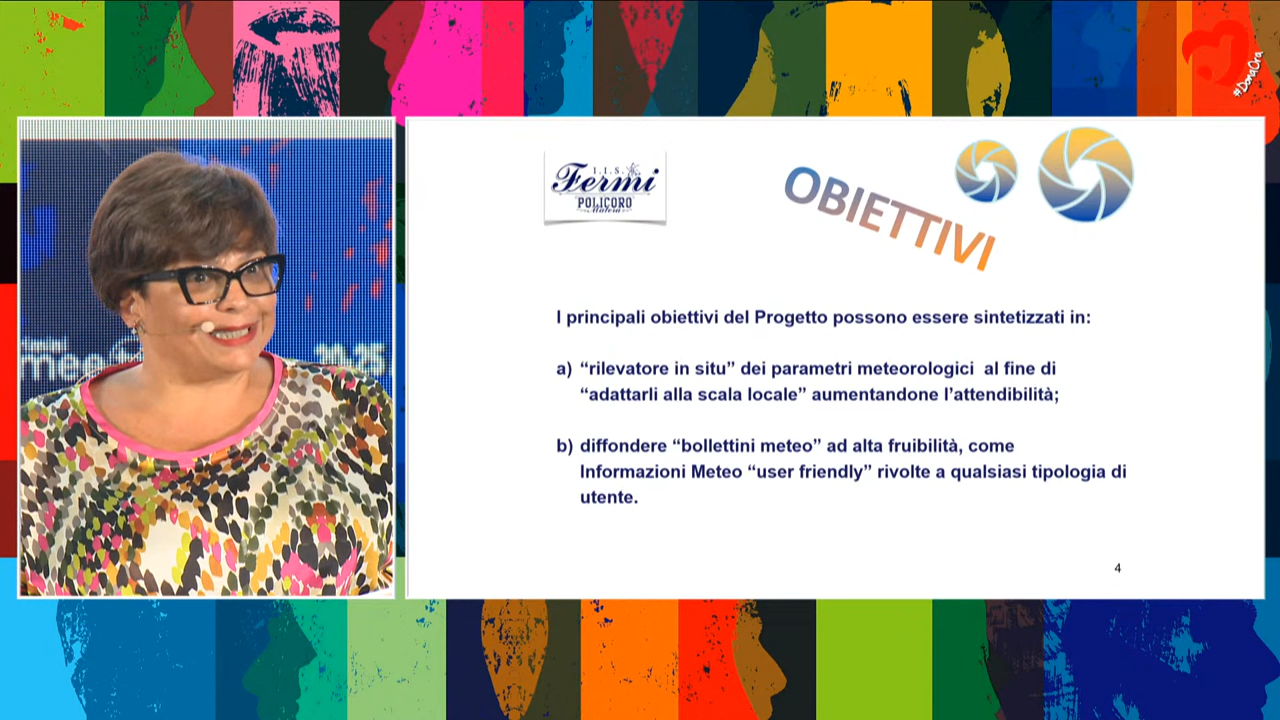 #DonaOra
I.I.S.
Fermi
POLICORO
Matera
OBIETTIVI
I principali obiettivi del Progetto possono essere sintetizzati in:
a) “rilevatore in situ” dei parametri meteorologici al fine di
“adattarli alla scala locale” aumentandone l’attendibilità;
b) diffondere “bollettini meteo” ad alta fruibilità, come
Informazioni Meteo “user friendly” rivolte a qualsiasi tipologia di
utente.
4